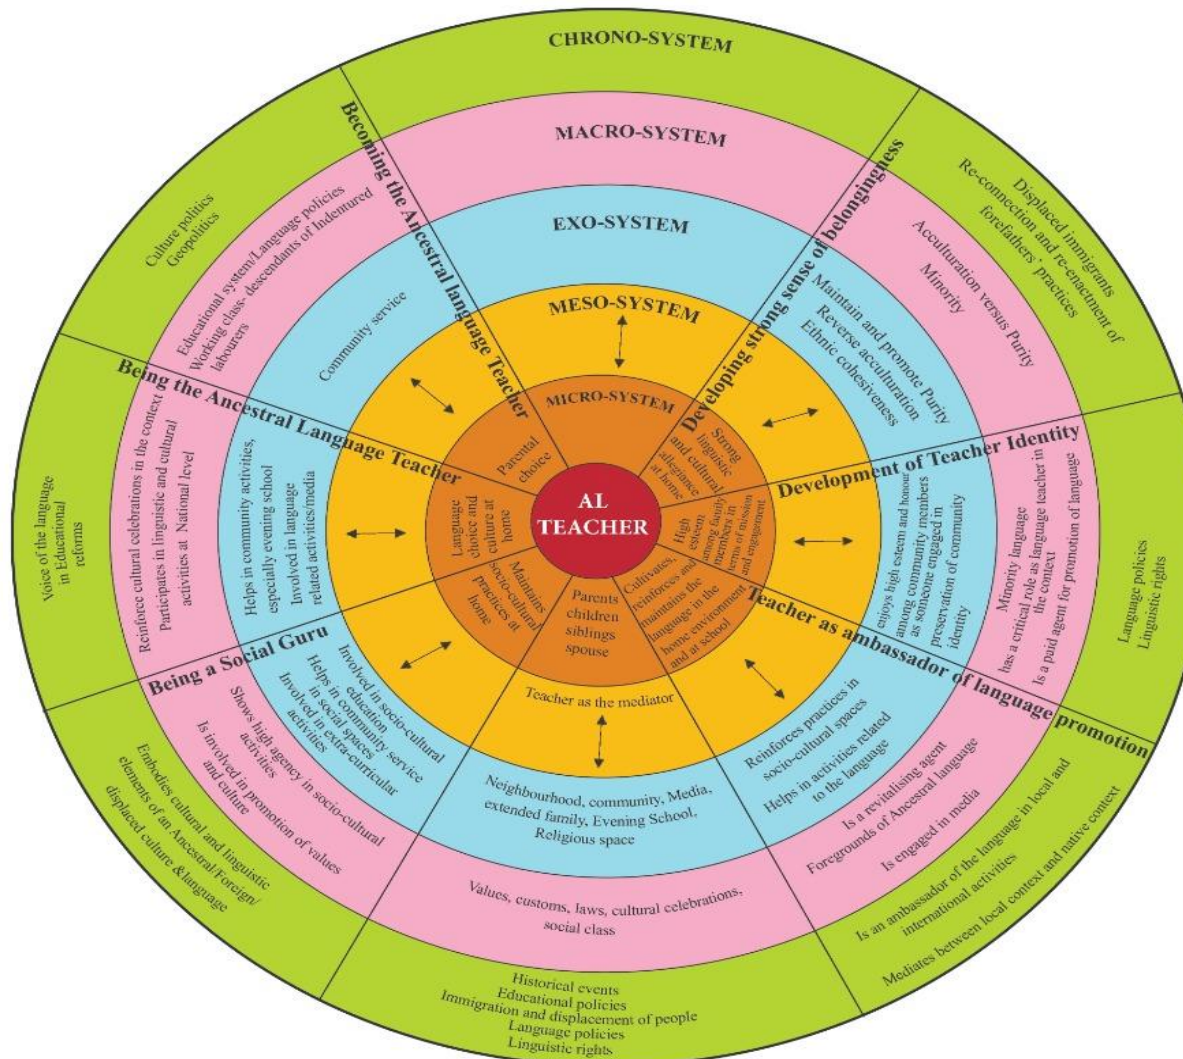 CHRONO-SYSTEM
MACRO-SYSTEM
EXO-SYSTEM
MESO-SYSTEM
MICRO-SYSTEM
AL
TEACHER
Becoming the Ancestral language Teacher
Culture politics
Geopolitics
Educational system/Language policies
Working class- descendants of Indentured
labourers
Community service
Parental
choice
Developing strong sense of belongingness
Displaced immigrants
Re-connection and re-enactment of
forefathers' practices
Acculturation versus Purity
Minority
Maintain and promote Purity
Reverse acculturation
Ethnic cohesiveness
Strong
linguistic
and cultural
allegiance
at home
Development of Teacher Identity
Language policies
Linguistic rights
Minority language
has a critical role as language teacher in
the context
Is a paid agent for promotion of language
enjoys high esteem and honour
among community members
as someone engaged in
preservation of community
identity
High
esteem
among family
members in
terms of mission
and engagement
Teacher as ambassador of language promotion
Cultivates,
reinforces and
maintains the
language in the
home environment
and at school
Reinforces practices in
socio-cultural spaces
Helps in activities related
to the language
Is a revitalising agent
Foregrounds of Ancestral language
Is engaged in media
Is an ambassador of the language in local and
international activities
Mediates between local context and native context
Parents
children
siblings
spouse
Teacher as the mediator
Neighbourhood, community, Media,
extended family, Evening School,
Religious space
Values, customs, laws, cultural celebrations,
social class
Historical events
Educational policies
Immigration and displacement of people
Language policies
Linguistic rights
Being a Social Guru
Maintains
socio-cultural
practices at
home
Involved in socio-cultural
education
Helps in community service
in social spaces
Involved in extra-curricular
activities
Shows high agency in socio-cultural
activities
Is involved in promotion of values
and culture
Embodies cultural and linguistic
elements of an Ancestral/Foreign/
displaced culture &language
Being the Ancestral Language Teacher
Language
choice and
culture at
home
Helps in community activities,
especially evening school
Involved in language
related activities/media
Reinforce cultural celebrations in the context
Participates in linguistic and cultural
activities at National level
Voice of the language
in Educational
reforms